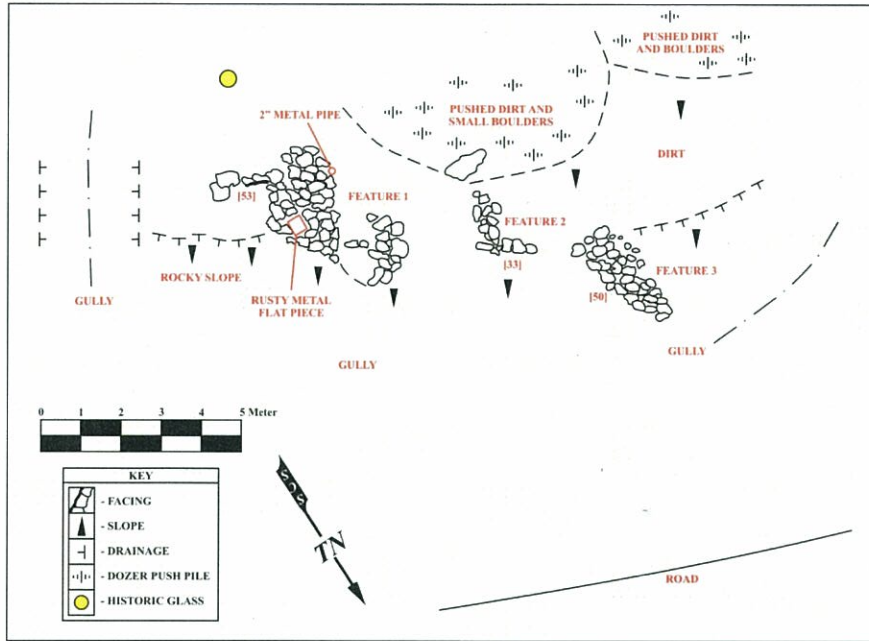 PUSHED DIRT
AND BOULDERS
2" METAL PIPE
PUSHED DIRT AND
SMALL BOULDERS
DIRT
[53]
FEATURE 1
FEATURE 2
[33]
FEATURE 3
[50]
ROCKY SLOPE
GULLY
RUSTY METAL
FLAT PIECE
GULLY
GULLY
0 1 2 3 4 5 Meter
KEY
- FACING
- SLOPE
- DRAINAGE
- DOZER PUSH PILE
- HISTORIC GLASS
SCS
TN
ROAD